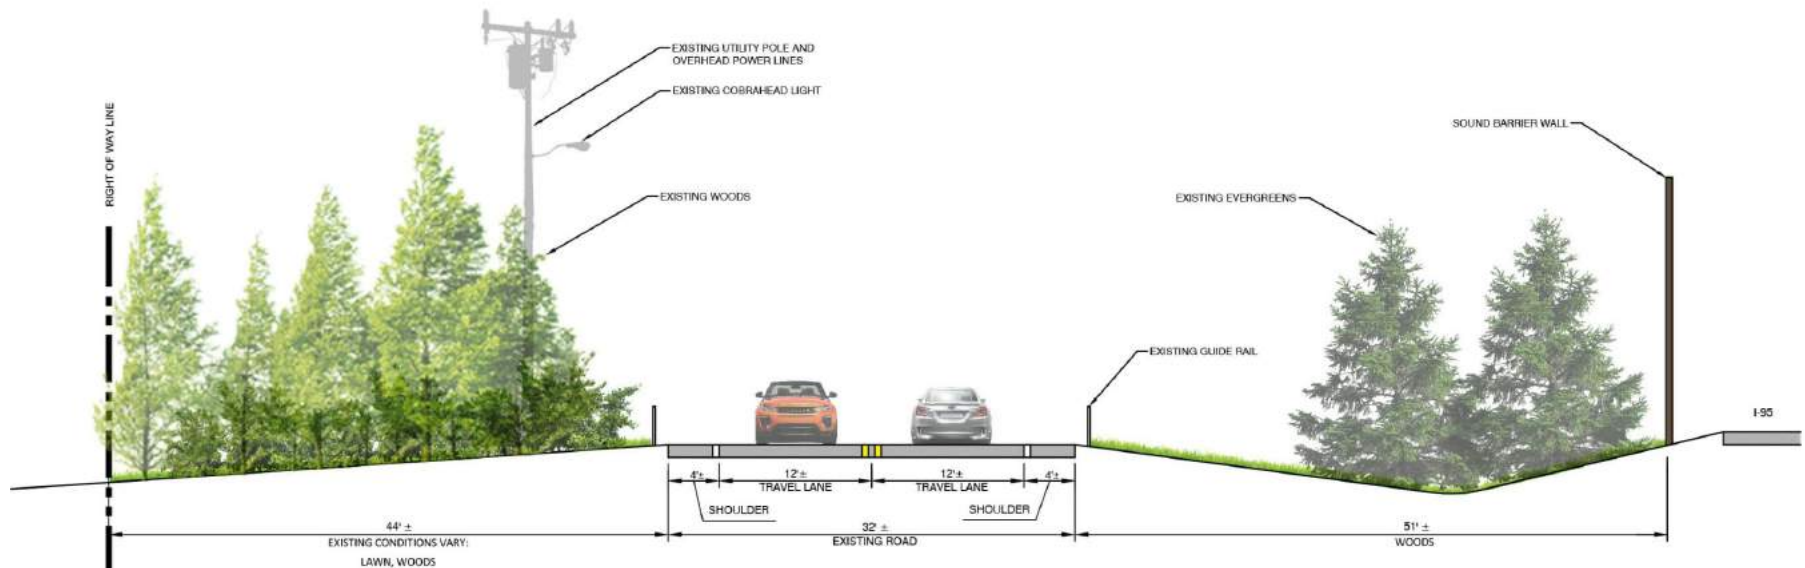 EXISTING UTILITY POLE AND
OVERHEAD POWER LINES
EXISTING COBRAHEAD LIGHT
RIGHT OF WAY LINE
SOUND BARRIER WALL
EXISTING WOODS
EXISTING EVERGREENS
EXISTING GUIDE RAIL
I-95
4'±
12'±
12'±
4'±
TRAVEL LANE
TRAVEL LANE
SHOULDER
SHOULDER
44' ±
32' ±
51' ±
EXISTING CONDITIONS VARY:
EXISTING ROAD
WOODS
LAWN, WOODS